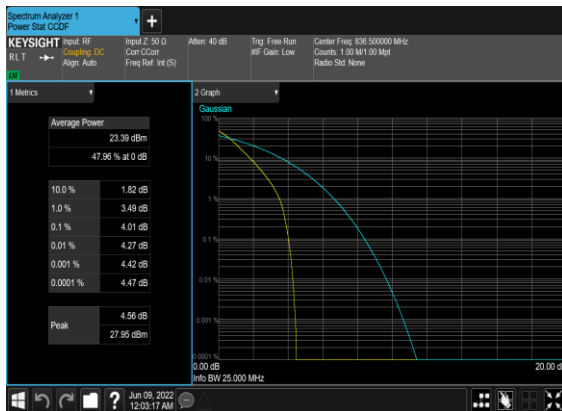 Spectrum Analyzer 1
Power Stat CCDF
+
KEYSIGHT
RLT
Input: RF
Coupling: DC
Align: Auto
Input Z: 50 Ω
Corr CCorr
Freq Ref: Int (S)
Atten: 40 dB
Trig: Free Run
#IF Gain: Low
Center Freq: 836.500000 MHz
Counts: 1.00 M/1.00 Mpt
Radio Std: None
1 Metrics
2 Graph
Average Power
23.39 dBm
47.96 % at 0 dB
10.0 % 1.82 dB
1.0 % 3.49 dB
0.1 % 4.01 dB
0.01 % 4.27 dB
0.001 % 4.42 dB
0.0001 % 4.47 dB
Peak 4.56 dB
27.95 dBm
Gaussian
100 %
10 %
1 %
0.1 %
0.01 %
0.001 %
0.0001 %
0.00 dB
20.00 d
Info BW 25.000 MHz
?
Jun 09, 2022
12:03:17 AM